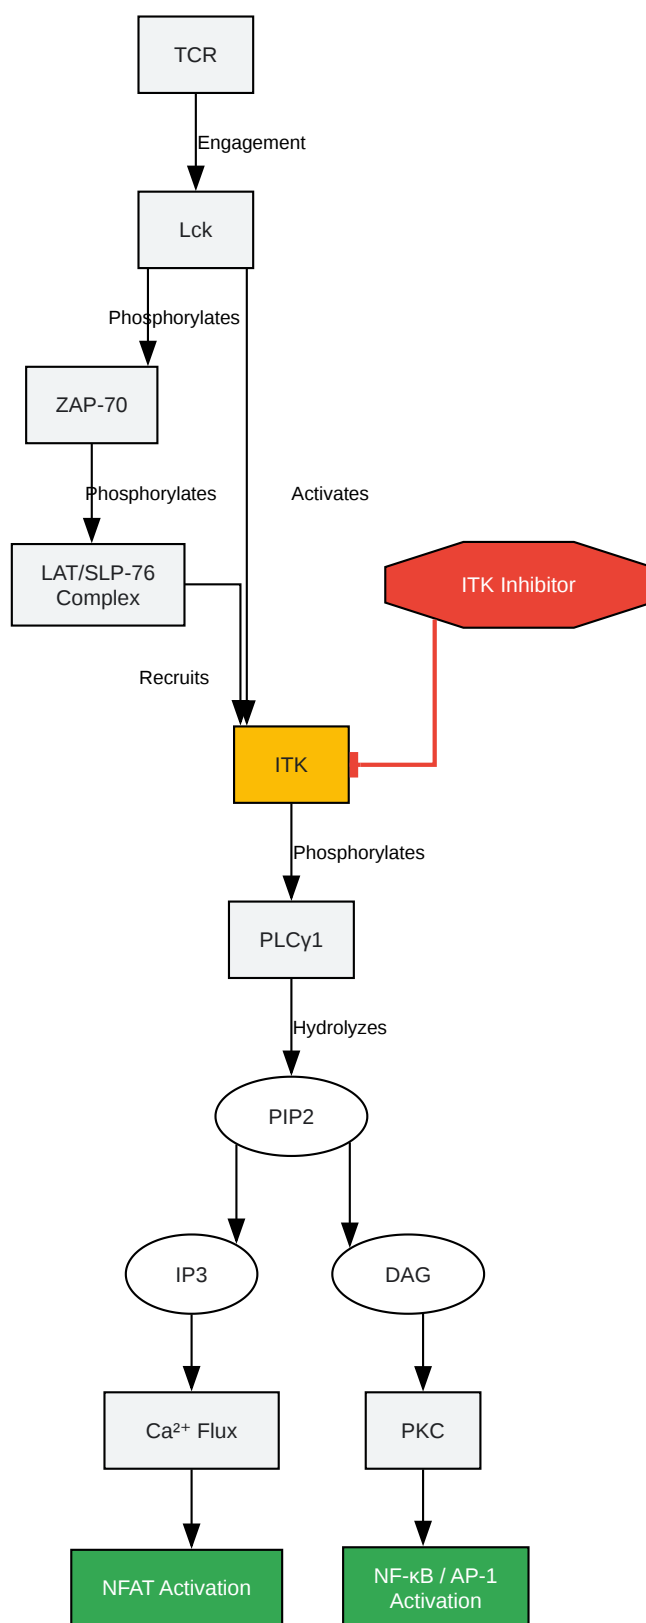 TCR
Engagement
Lck
Phosphorylates
ZAP-70
Phosphorylates
Activates
LAT/SLP-76
Complex
ITK Inhibitor
Recruits
ITK
Phosphorylates
PLCγ1
Hydrolyzes
PIP2
IP3
DAG
Ca²⁺ Flux
PKC
NFAT Activation
NF-κB / AP-1
Activation